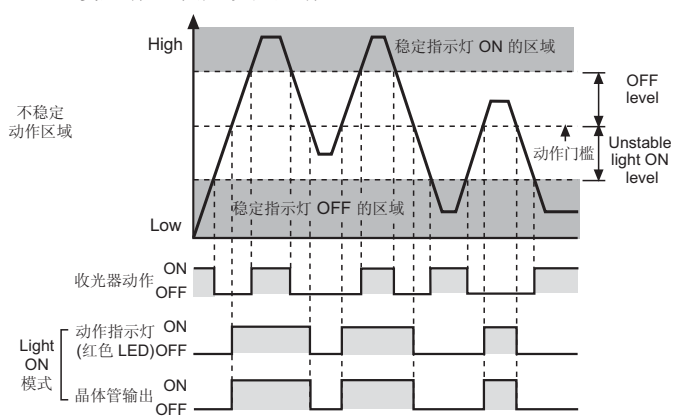 High
稳定指示灯 ON 的区域
OFF
level
不稳定
动作区域
动作门槛
Unstable
light ON
level
稳定指示灯 OFF 的区域
Low
收光器动作
ON
OFF
Light
ON
模式
动作指示灯
(红色 LED)
ON
OFF
晶体管输出
ON
OFF